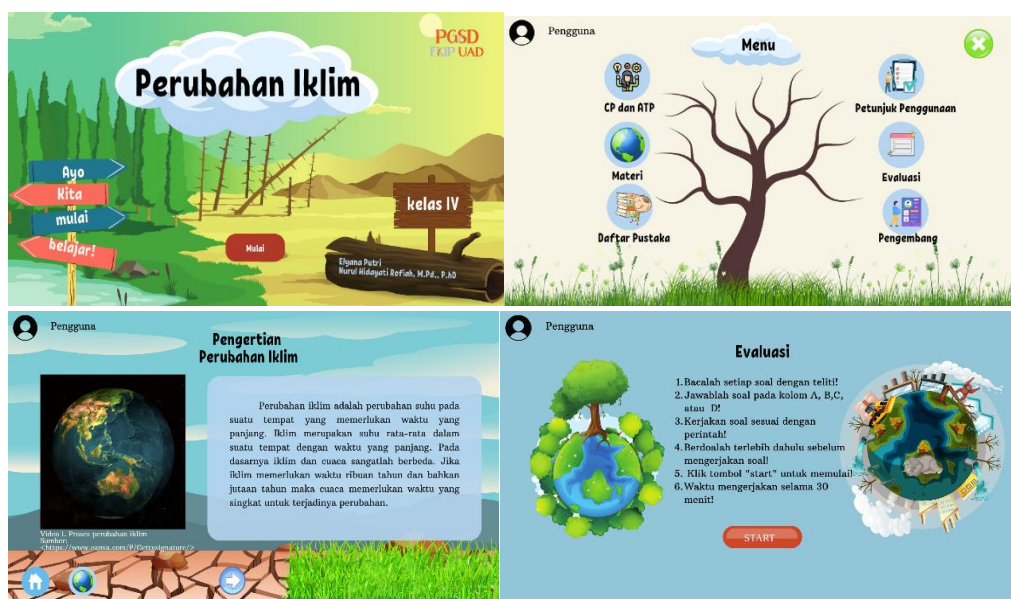 PGSD
FKIP UAD
Perubahan Iklim
Ayo
Kita
mulai
belajar!
kelas IV
Mulai
Elyana Putri
Nurul Hidayati Rofiah, M.Pd., P.hD
Pengguna
Menu
CP dan ATP
Petunjuk Penggunaan
Materi
Evaluasi
Daftar Pustaka
Pengembang
Pengguna
Pengertian
Perubahan Iklim
Perubahan iklim adalah perubahan suhu pada
suatu tempat yang memerlukan waktu yang
panjang. Iklim merupakan suhu rata-rata dalam
suatu tempat dengan waktu yang panjang. Pada
dasarnya iklim dan cuaca sangatlah berbeda. Jika
iklim memerlukan waktu ribuan tahun dan bahkan
jutaan tahun maka cuaca memerlukan waktu yang
singkat untuk terjadinya perubahan.
Video 1. Proses perubahan iklim
Sumber:
<https://www.canva.com/P/Gettysignature/>
Pengguna
Evaluasi
1. Bacalah setiap soal dengan teliti!
2. Jawablah soal pada kolom A, B,C,
atau D!
3. Kerjakan soal sesuai dengan
perintah!
4. Berdoalah terlebih dahulu sebelum
mengerjakan soal!
5. Klik tombol "start" untuk memulai!
6. Waktu mengerjakan selama 30
menit!
START